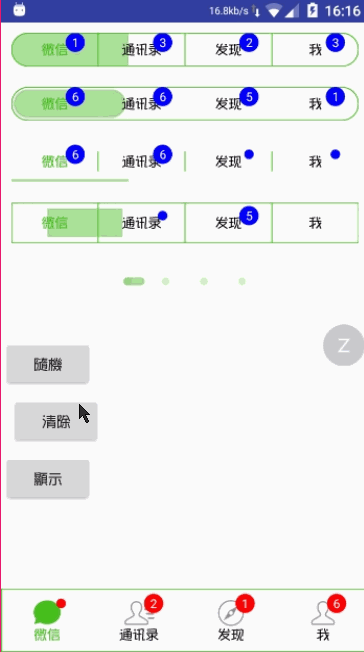 16.8kb/s 16:16
微信 1 通讯录 3 发现 2 我 3
微信 6 通讯录 6 发现 5 我 1
微信 6 通讯录 6 发现 我
微信 通讯录 发现 5 我
Z
隨機
清除
顯示
2 1 6
微信 通讯录 发现 我